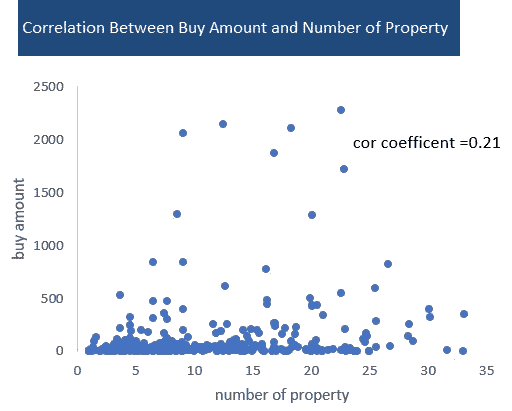 Correlation Between Buy Amount and Number of Property
2500
cor coefficent =0.21
2000
1500
1000
500
0
buy amount
0 5 10 15 20 25 30 35
number of property